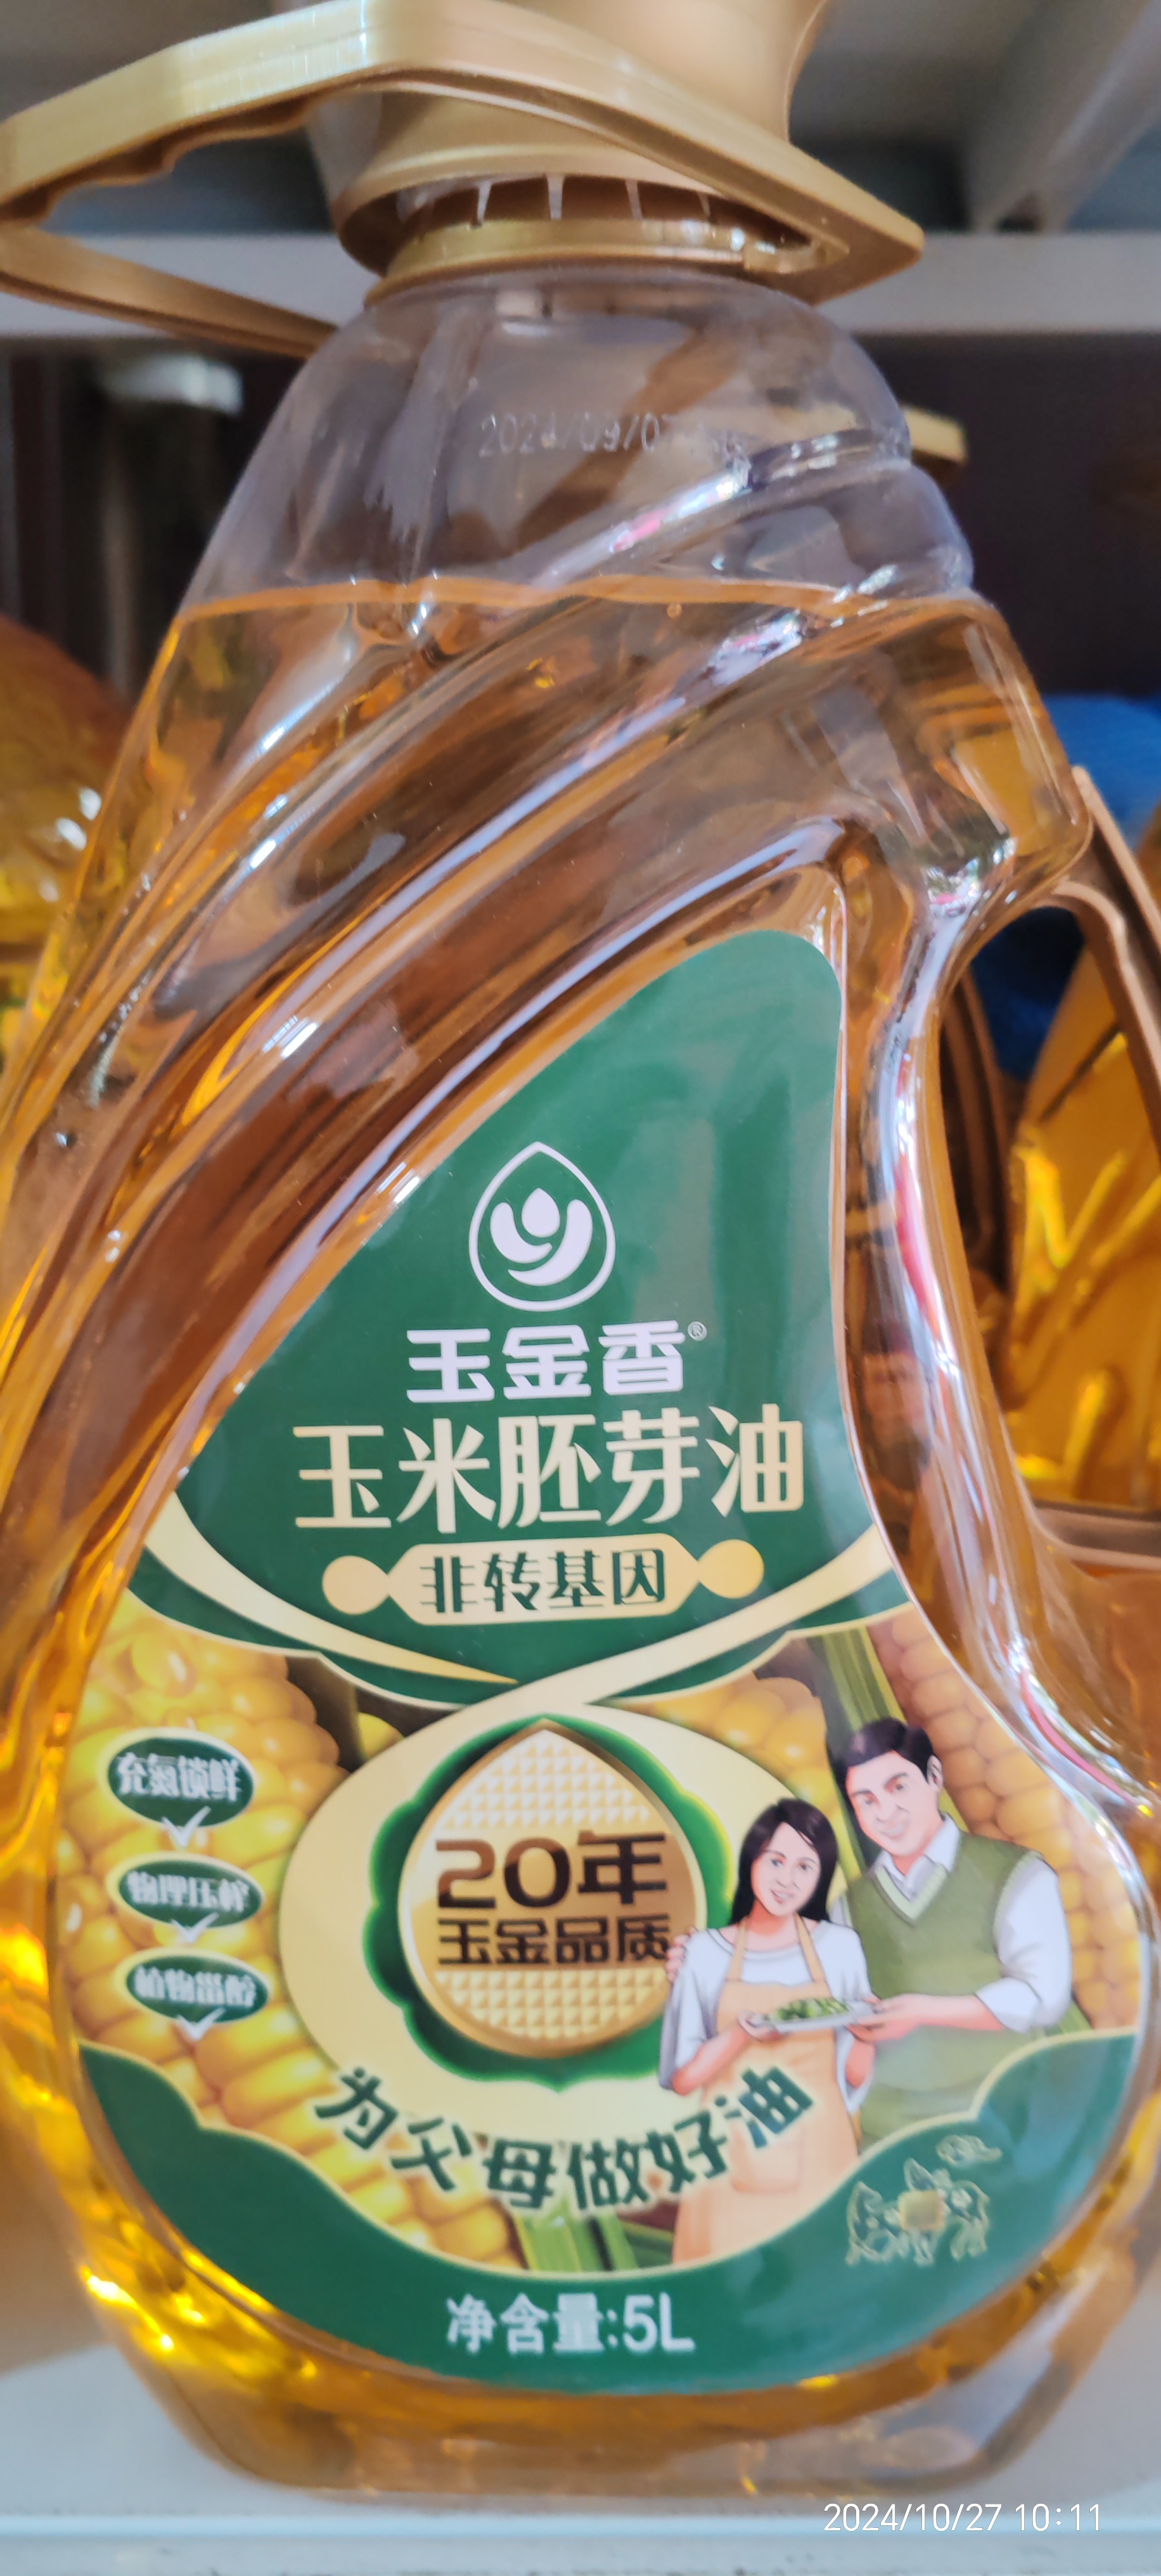 2024/09/07
玉金香®
玉米胚芽油
非转基因
充氮锁鲜
物理压榨
植物甾醇
20年
玉金品质
为父母做好油
净含量:5L
2024/10/27 10:11